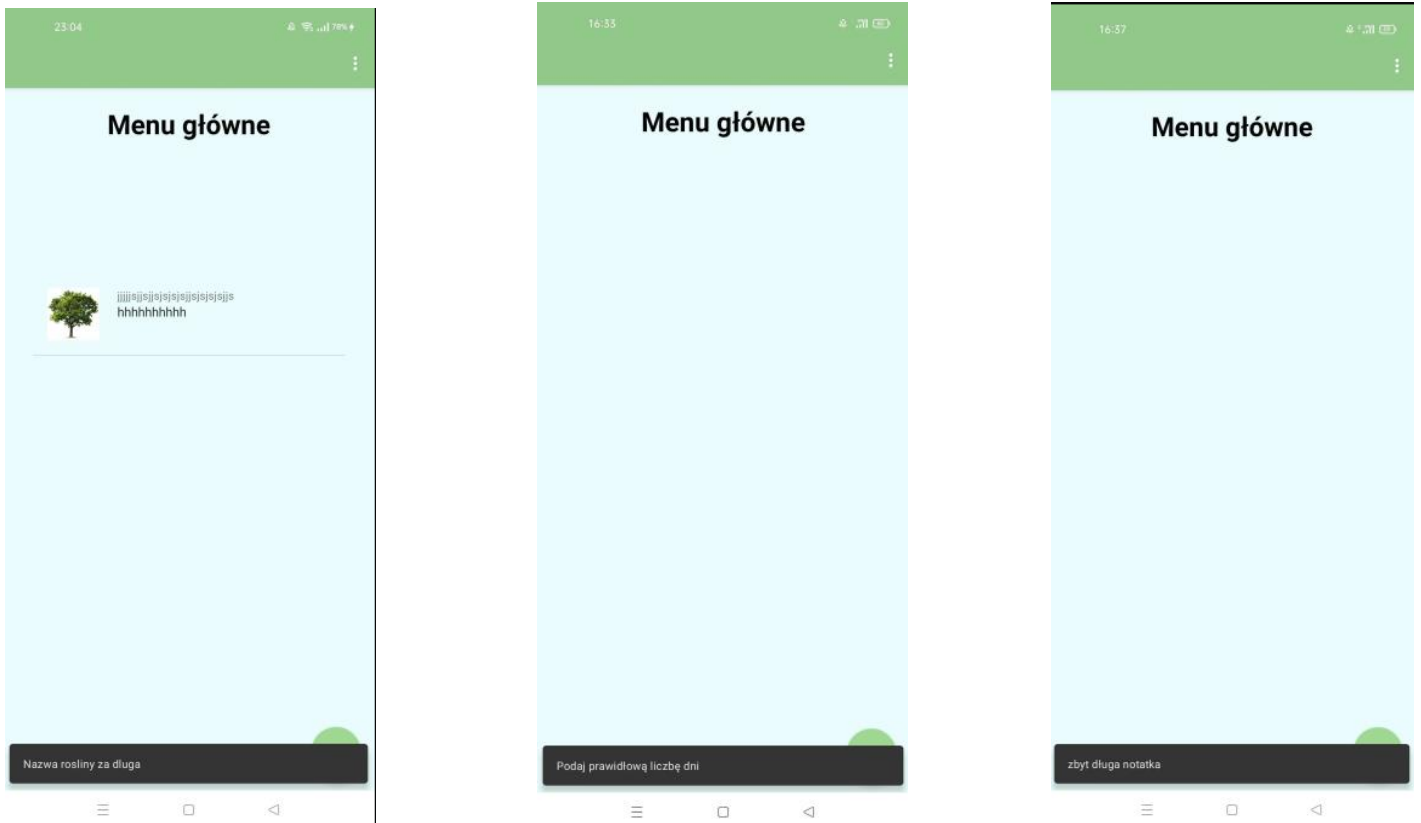 23:04
78%
Menu główne
hhhhhhhhhh
Nazwa rosliny za dluga
16:33
Menu główne
Podaj prawidłową liczbę dni
16:37
Menu główne
zbyt długa notatka